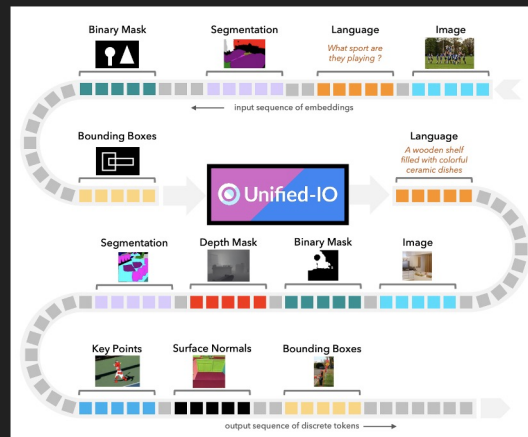 Binary Mask
Segmentation
Language
Image
What sport are
they playing ?
input sequence of embeddings
Bounding Boxes
Unified-IO
Language
A wooden shelf
filled with colorful
ceramic dishes
Segmentation
Depth Mask
Binary Mask
Image
Key Points
Surface Normals
Bounding Boxes
output sequence of discrete tokens